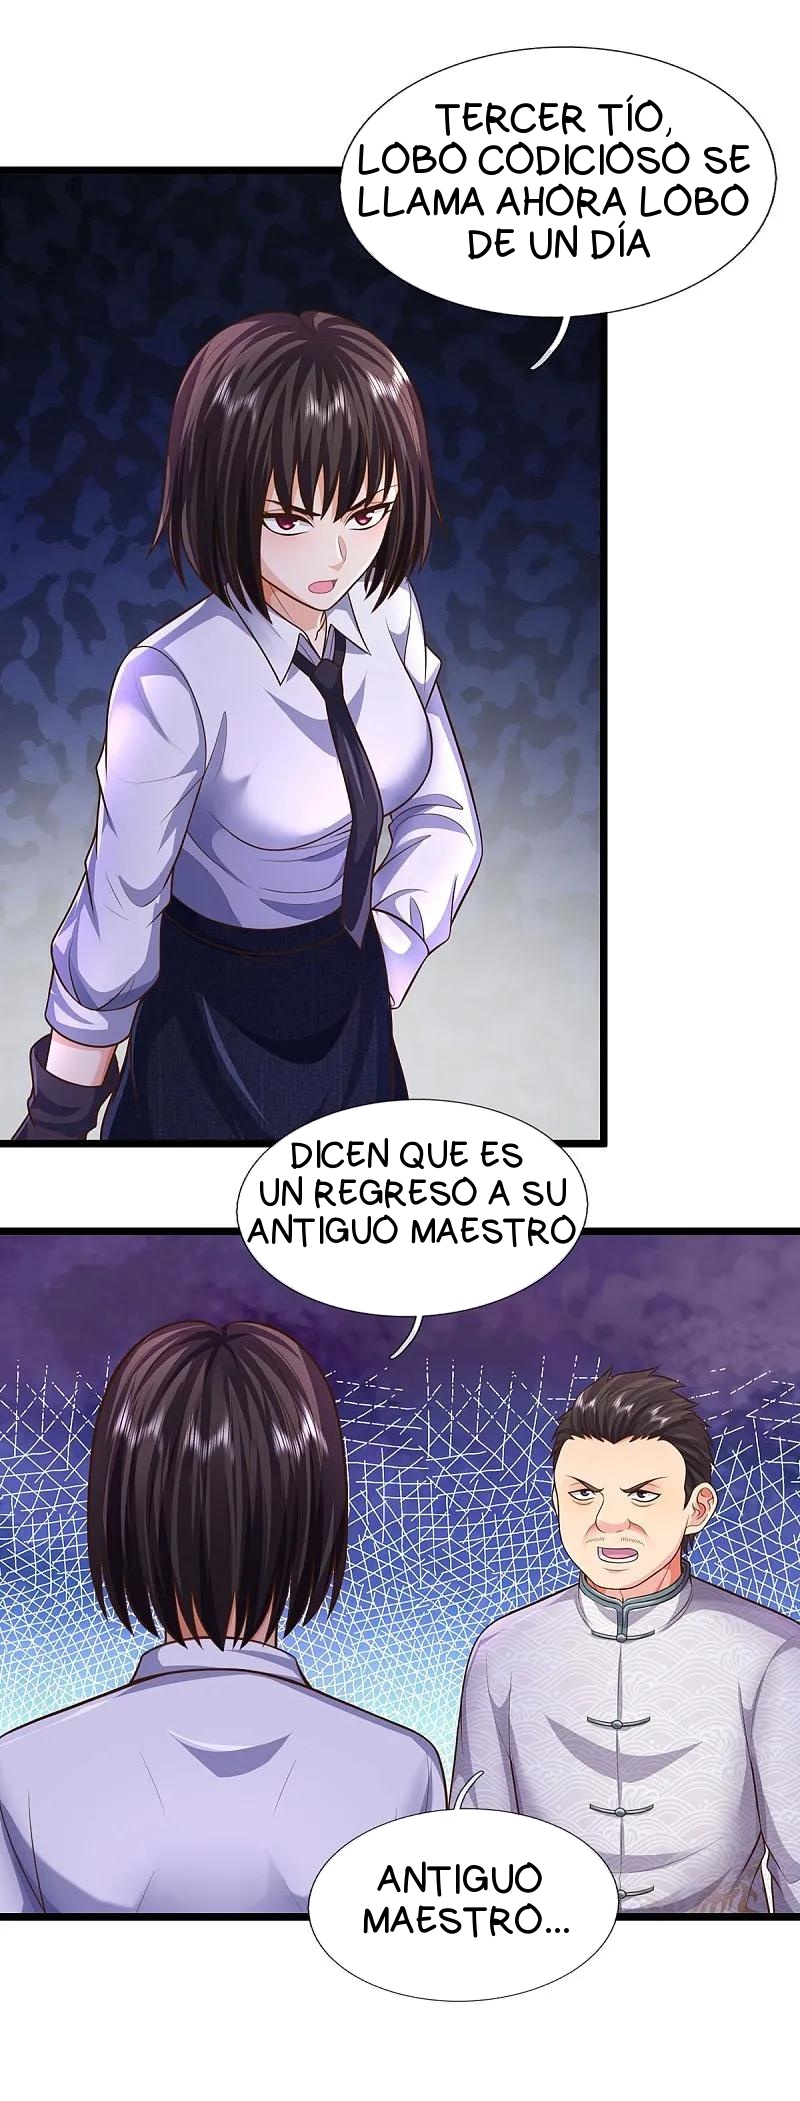 TERCER TÍO,
LOBO CODICIOSO SE
LLAMA AHORA LOBO
DE UN DÍA
DICEN QUE ES
UN REGRESO A SU
ANTIGUO MAESTRO
ANTIGUO
MAESTRO...